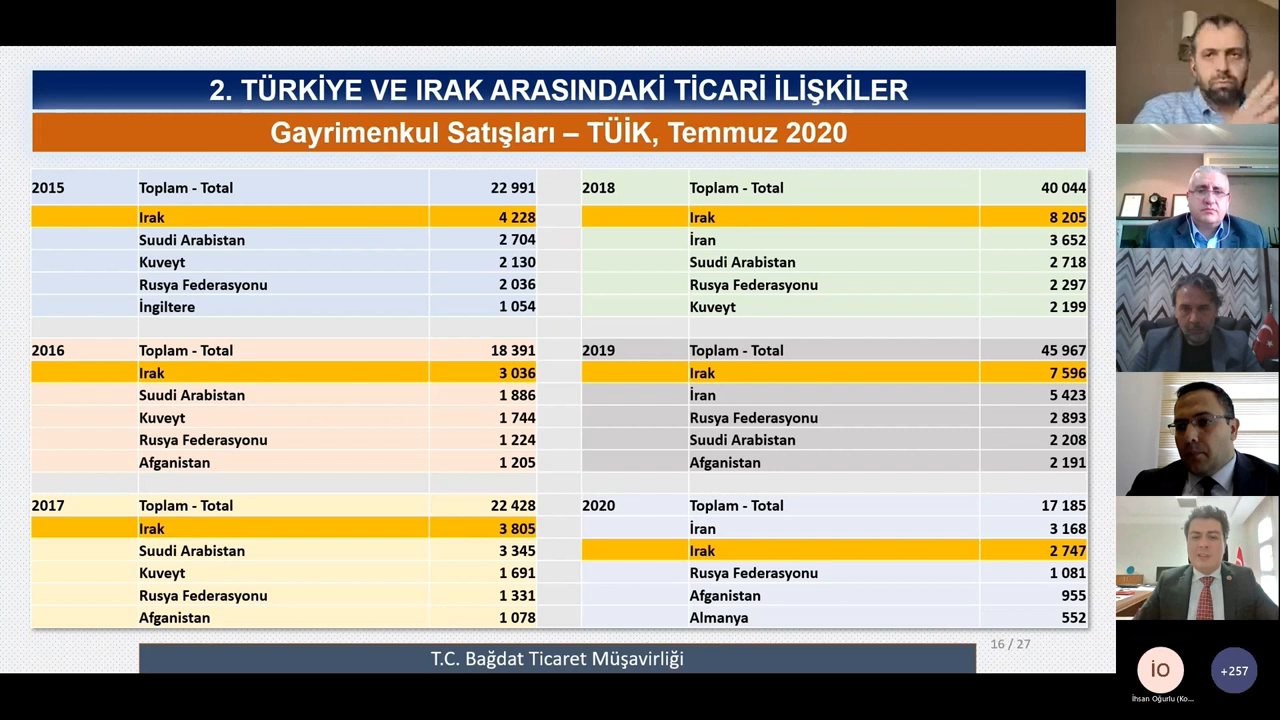 2. TÜRKİYE VE IRAK ARASINDAKİ TİCARİ İLİŞKİLER
Gayrimenkul Satışları – TÜİK, Temmuz 2020
2015 Toplam - Total 22 991
Irak 4 228
Suudi Arabistan 2 704
Kuveyt 2 130
Rusya Federasyonu 2 036
İngiltere 1 054
2016 Toplam - Total 18 391
Irak 3 036
Suudi Arabistan 1 886
Kuveyt 1 744
Rusya Federasyonu 1 224
Afganistan 1 205
2017 Toplam - Total 22 428
Irak 3 805
Suudi Arabistan 3 345
Kuveyt 1 691
Rusya Federasyonu 1 331
Afganistan 1 078
2018 Toplam - Total 40 044
Irak 8 205
İran 3 652
Suudi Arabistan 2 718
Rusya Federasyonu 2 297
Kuveyt 2 199
2019 Toplam - Total 45 967
Irak 7 596
İran 5 423
Rusya Federasyonu 2 893
Suudi Arabistan 2 208
Afganistan 2 191
2020 Toplam - Total 17 185
İran 3 168
Irak 2 747
Rusya Federasyonu 1 081
Afganistan 955
Almanya 552
16 / 27
T.C. Bağdat Ticaret Müşavirliği
İO
+257
İhsan Oğurlu (Ko...